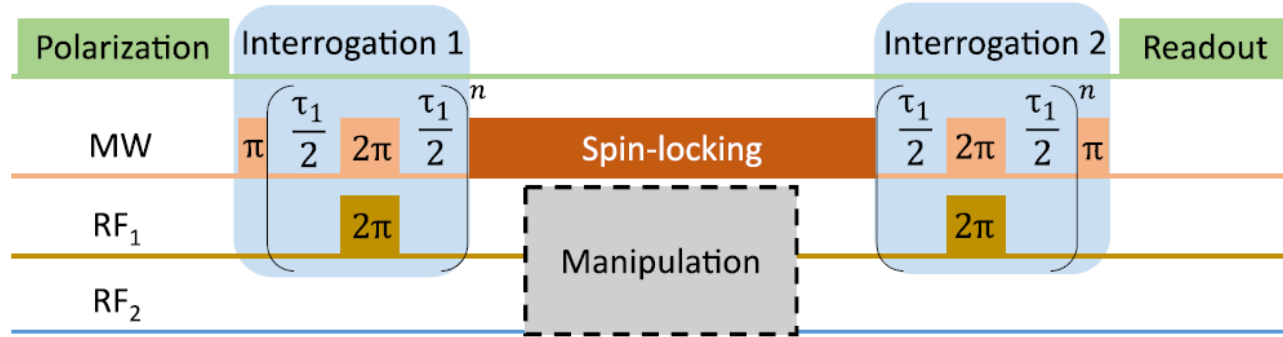 Polarization Interrogation 1 Interrogation 2 Readout
MW π ( τ₁/2 2π τ₁/2 )ⁿ Spin-locking ( τ₁/2 2π τ₁/2 )ⁿ π
RF₁ 2π Manipulation 2π
RF₂